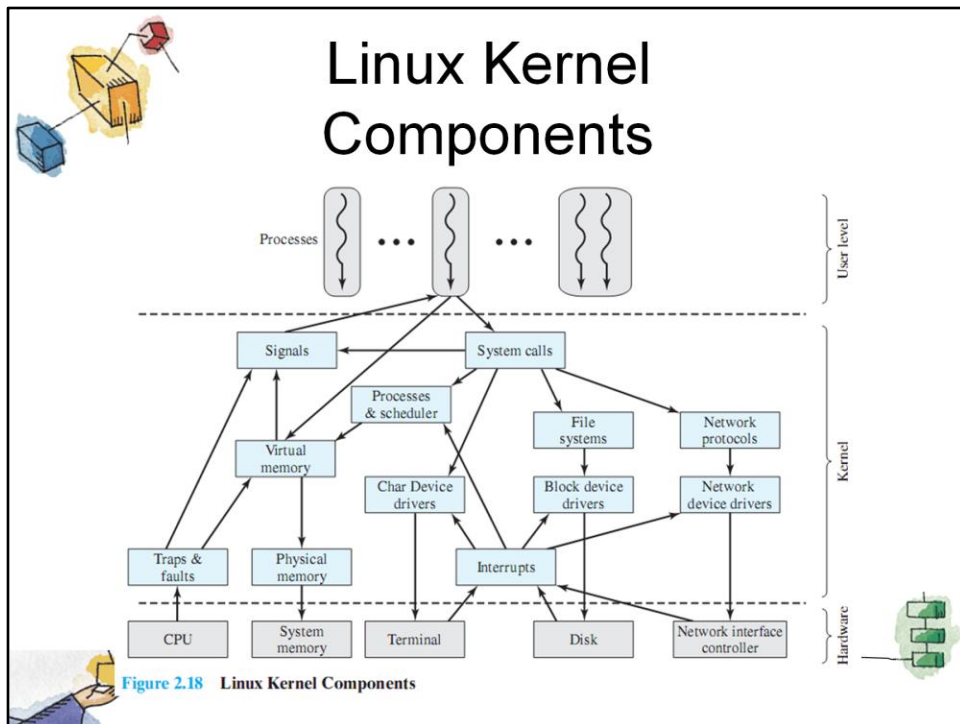 Linux Kernel
Components
Processes
User level
Signals
System calls
Processes
& scheduler
File
systems
Network
protocols
Virtual
memory
Char Device
drivers
Block device
drivers
Network
device drivers
Kernel
Traps &
faults
Physical
memory
Interrupts
CPU
System
memory
Terminal
Disk
Network interface
controller
Hardware
Figure 2.18 Linux Kernel Components